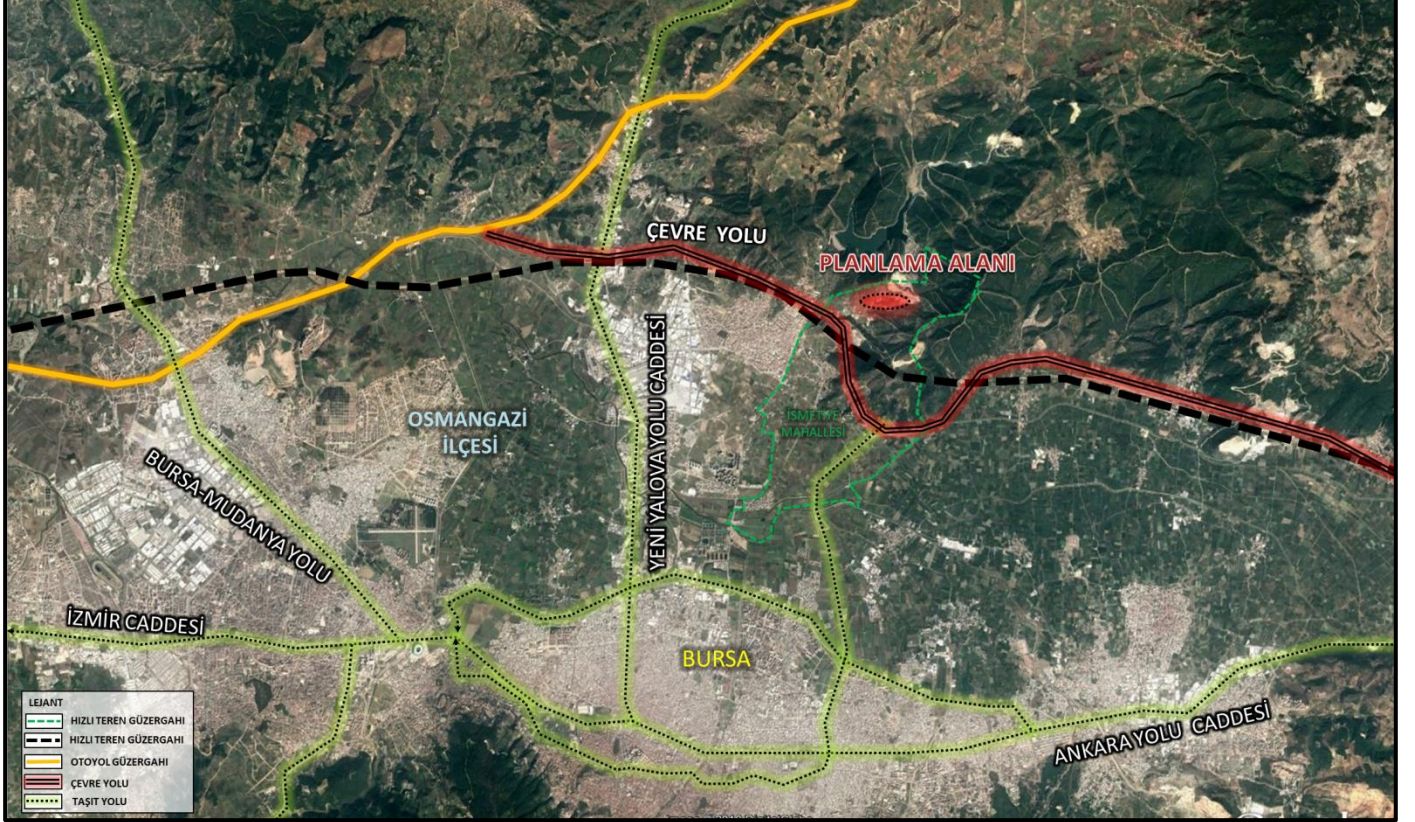 ÇEVRE YOLU
PLANLAMA ALANI
YENİ YALOVA YOLU CADDESİ
OSMANGAZİ
İLÇESİ
İSMETİYE
MAHALLESİ
BURSA-MUDANYA YOLU
İZMİR CADDESİ
BURSA
ANKARA YOLU CADDESİ
LEJANT
HIZLI TEREN GÜZERGAHI
HIZLI TEREN GÜZERGAHI
OTOYOL GÜZERGAHI
ÇEVRE YOLU
TAŞIT YOLU